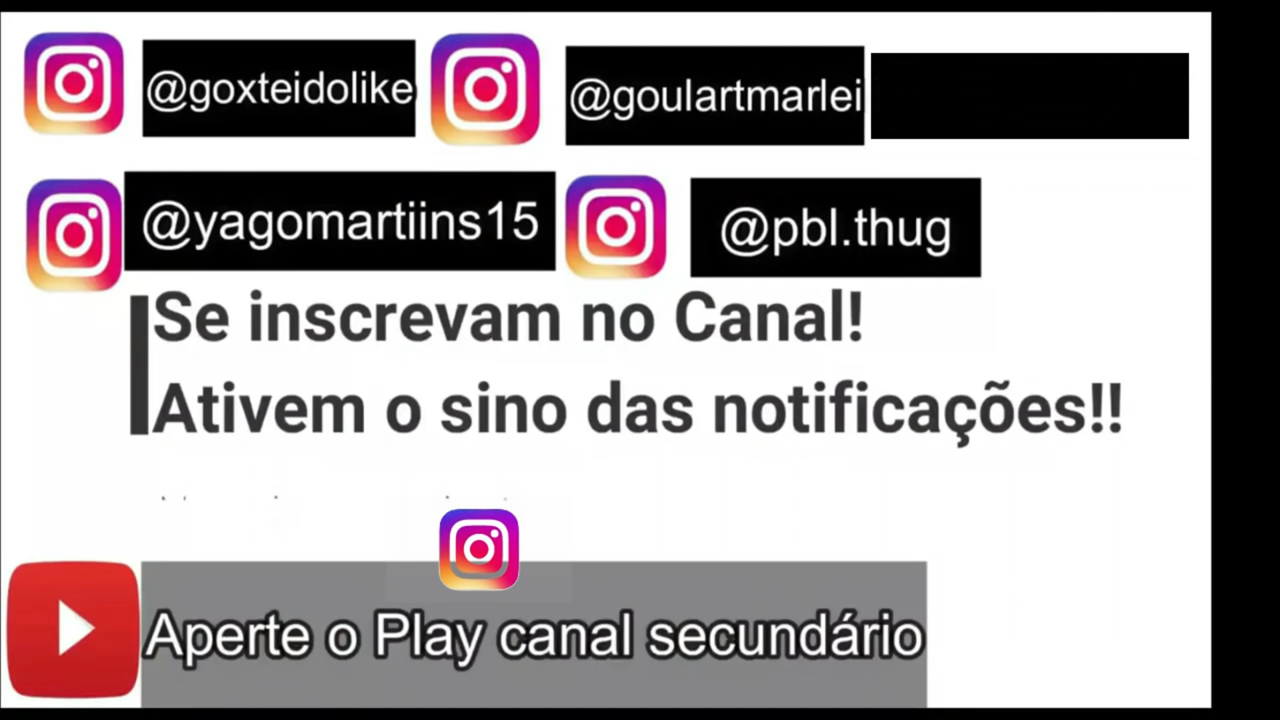 @goxteidolike @goulartmarlei
@yagomartiins15 @pbl.thug
Se inscrevam no Canal!
Ativem o sino das notificações!!
Aperte o Play canal secundário